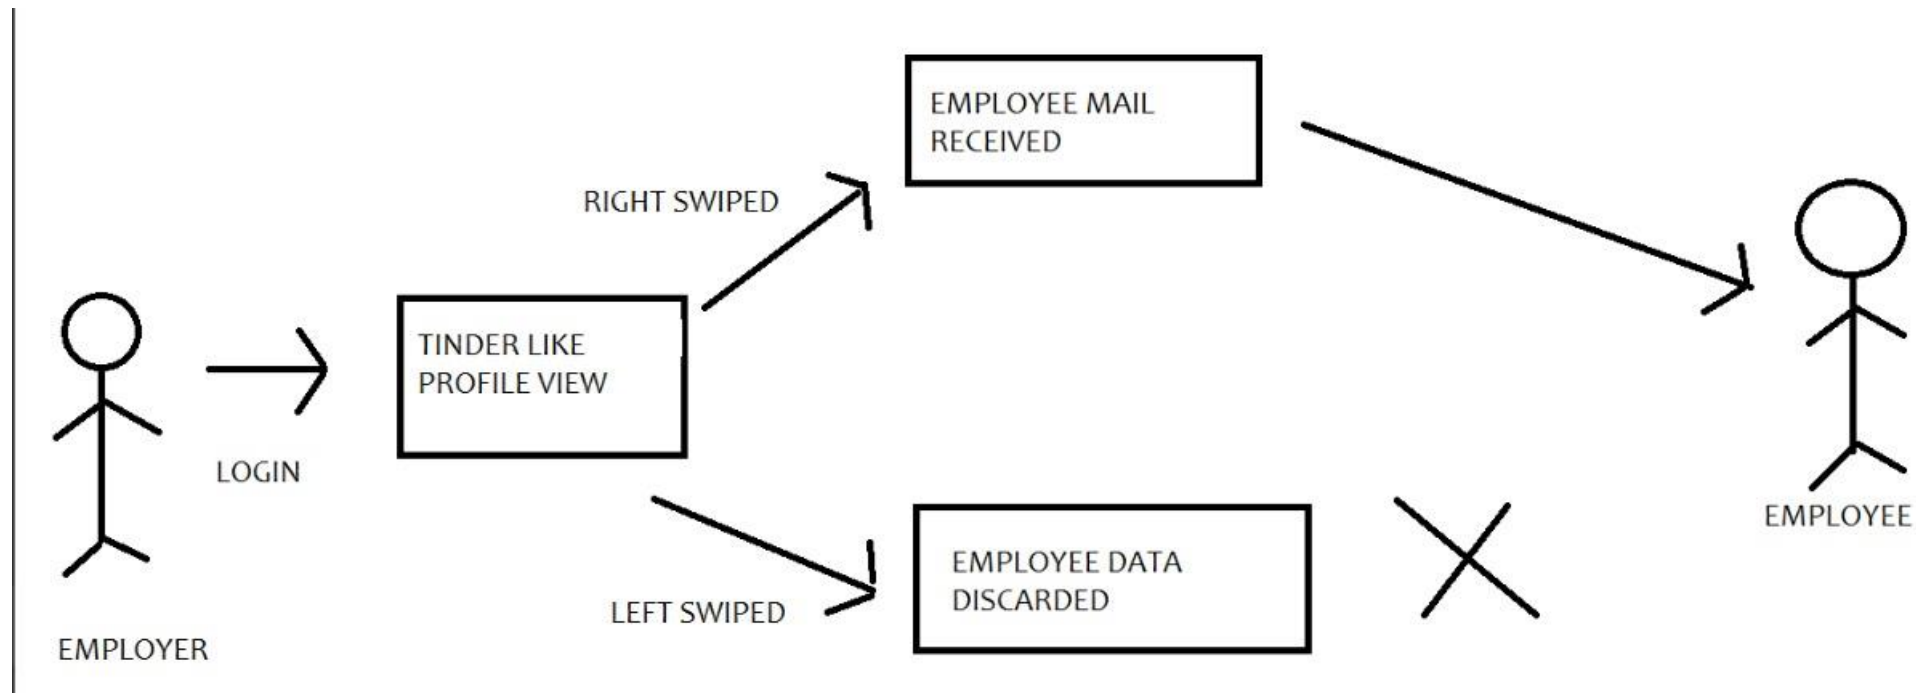 EMPLOYEE MAIL
RECEIVED
RIGHT SWIPED
TINDER LIKE
PROFILE VIEW
LOGIN
EMPLOYEE
EMPLOYEE DATA
DISCARDED
LEFT SWIPED
EMPLOYER